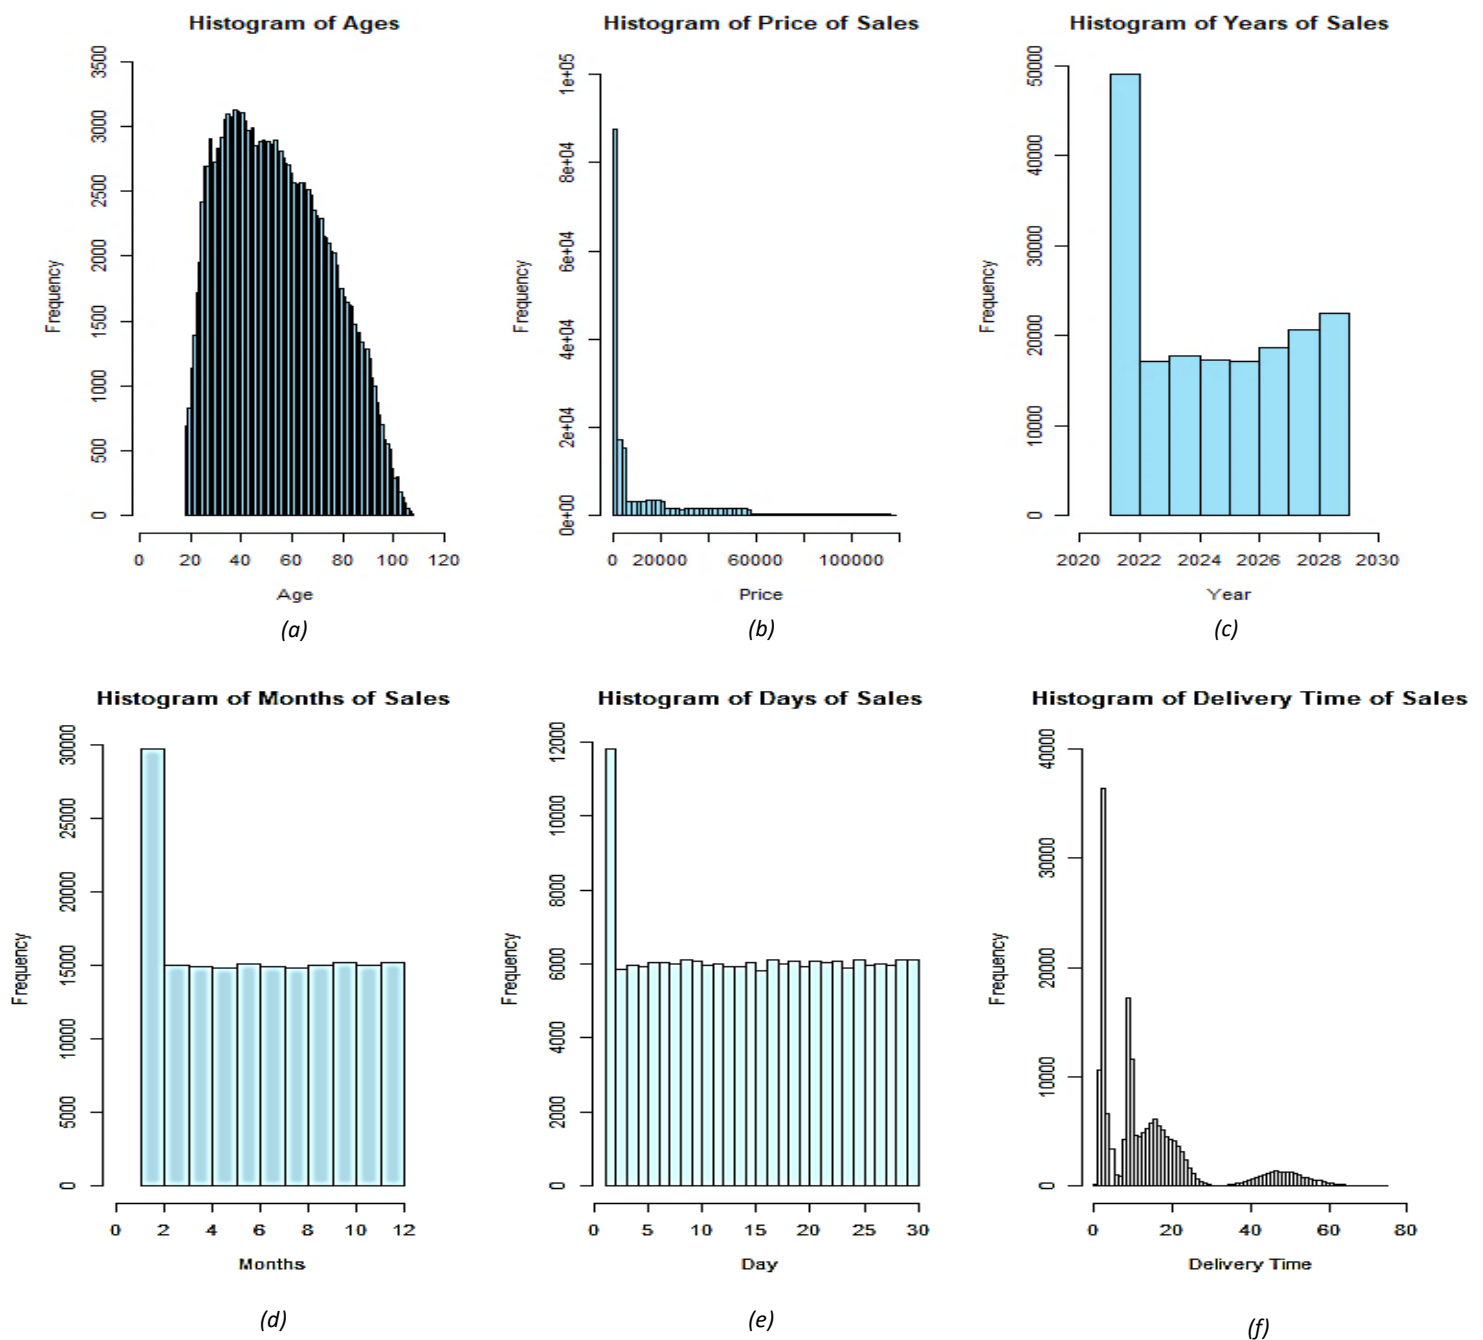 Histogram of Ages
3500
3000
2500
2000
1500
1000
500
0
Frequency
0 20 40 60 80 100 120
Age
(a)
Histogram of Price of Sales
1e+05
8e+04
6e+04
4e+04
2e+04
0e+00
Frequency
0 20000 60000 100000
Price
(b)
Histogram of Years of Sales
50000
40000
30000
20000
10000
0
Frequency
2020 2022 2024 2026 2028 2030
Year
(c)
Histogram of Months of Sales
30000
25000
20000
15000
10000
5000
0
Frequency
0 2 4 6 8 10 12
Months
(d)
Histogram of Days of Sales
12000
10000
8000
6000
4000
2000
0
Frequency
0 5 10 15 20 25 30
Day
(e)
Histogram of Delivery Time of Sales
40000
30000
20000
10000
0
Frequency
0 20 40 60 80
Delivery Time
(f)